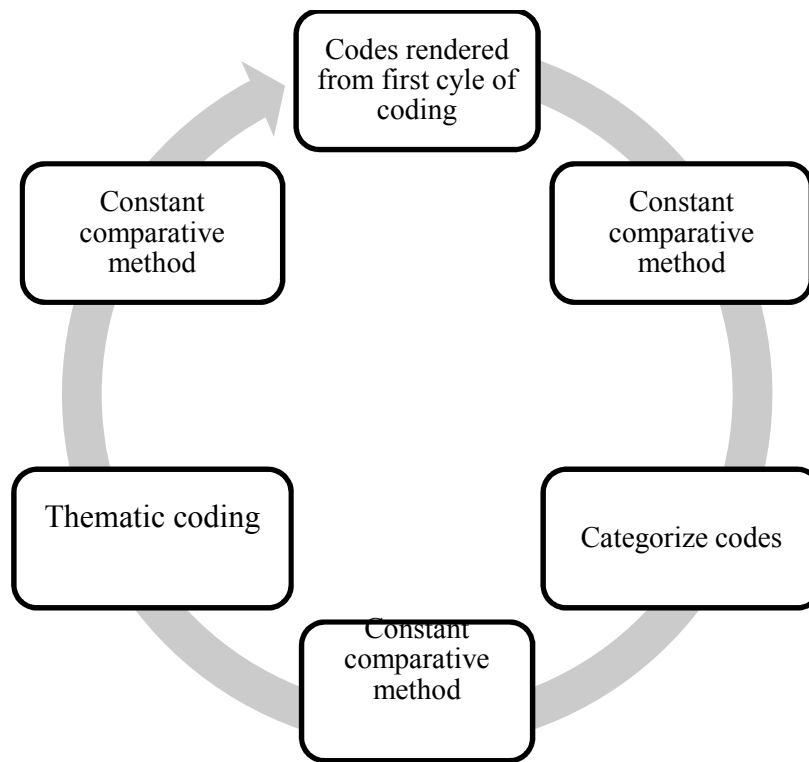 Codes rendered
from first cyle of
coding
Constant
comparative
method
Categorize codes
Constant
comparative
method
Thematic coding
Constant
comparative
method